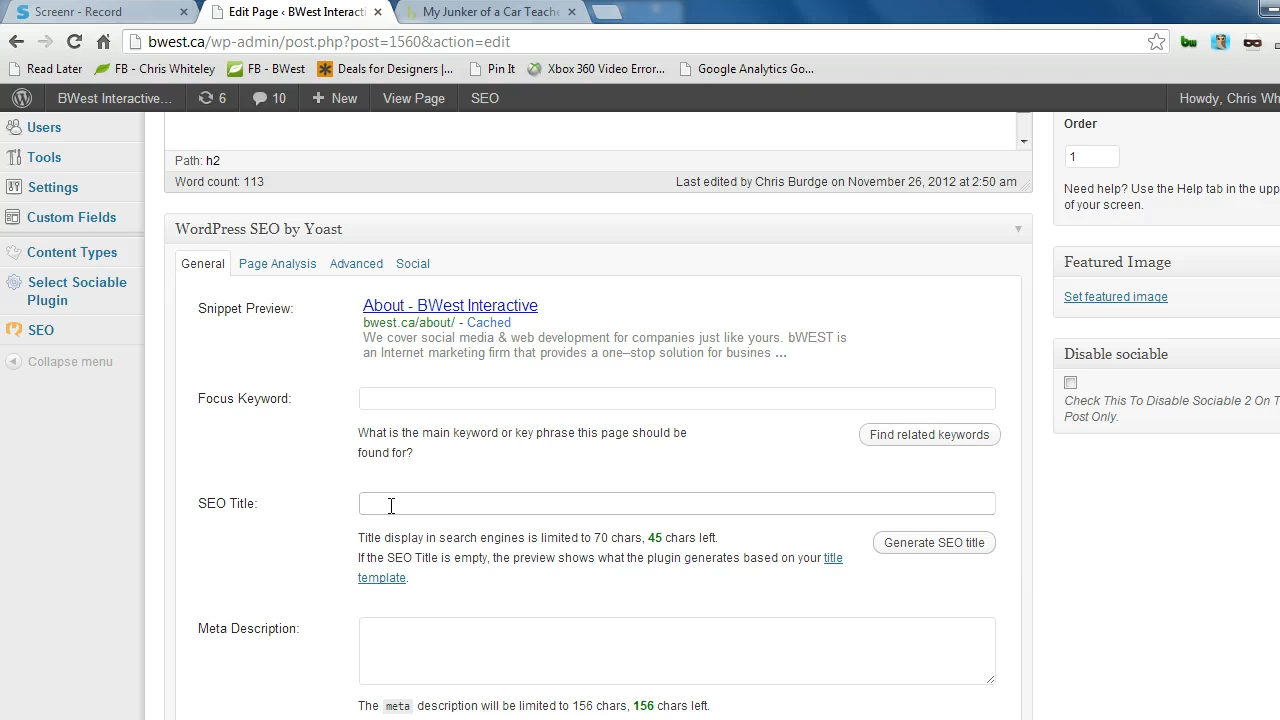 Screenr - Record
Edit Page ‹ BWest Interacti
My Junker of a Car Teache
bwest.ca/wp-admin/post.php?post=1560&action=edit
Read Later
FB - Chris Whiteley
FB - BWest
Deals for Designers |...
Pin It
Xbox 360 Video Error...
Google Analytics Go...
BWest Interactive...
6
10
+ New
View Page
SEO
Howdy, Chris Wh
Users
Tools
Settings
Custom Fields
Content Types
Select Sociable
Plugin
SEO
Collapse menu
Path: h2
Word count: 113
Last edited by Chris Burdge on November 26, 2012 at 2:50 am
WordPress SEO by Yoast
General
Page Analysis
Advanced
Social
Snippet Preview:
About - BWest Interactive
bwest.ca/about/ - Cached
We cover social media & web development for companies just like yours. bWEST is
an Internet marketing firm that provides a one–stop solution for busines ...
Focus Keyword:
What is the main keyword or key phrase this page should be
found for?
Find related keywords
SEO Title:
Title display in search engines is limited to 70 chars, 45 chars left.
If the SEO Title is empty, the preview shows what the plugin generates based on your title
template.
Generate SEO title
Meta Description:
The meta description will be limited to 156 chars, 156 chars left.
Order
1
Need help? Use the Help tab in the upp
of your screen.
Featured Image
Set featured image
Disable sociable
Check This To Disable Sociable 2 On T
Post Only.